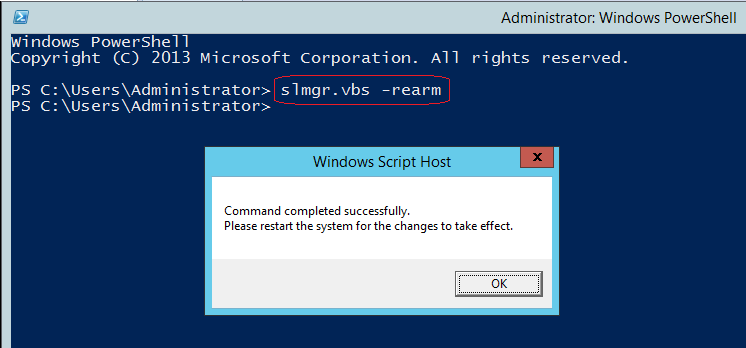 Administrator: Windows PowerShell
Windows PowerShell
Copyright (C) 2013 Microsoft Corporation. All rights reserved.
PS C:\Users\Administrator> slmgr.vbs -rearm
PS C:\Users\Administrator>
Windows Script Host
x
Command completed successfully.
Please restart the system for the changes to take effect.
OK